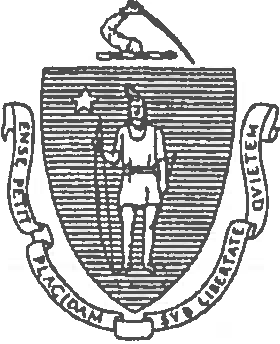 ENSE PETIT
PLACIDAM
SVB LIBERTATE
QVIETEM